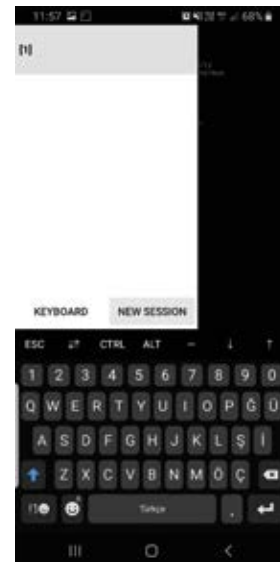 11:57 68%
[1]
KEYBOARD NEW SESSION
ESC CTRL ALT - ↓ ↑
1 2 3 4 5 6 7 8 9 0
Q W E R T Y U I O P Ğ Ü
A S D F G H J K L Ş İ
Z X C V B N M Ö Ç
!1☻
Türkçe .